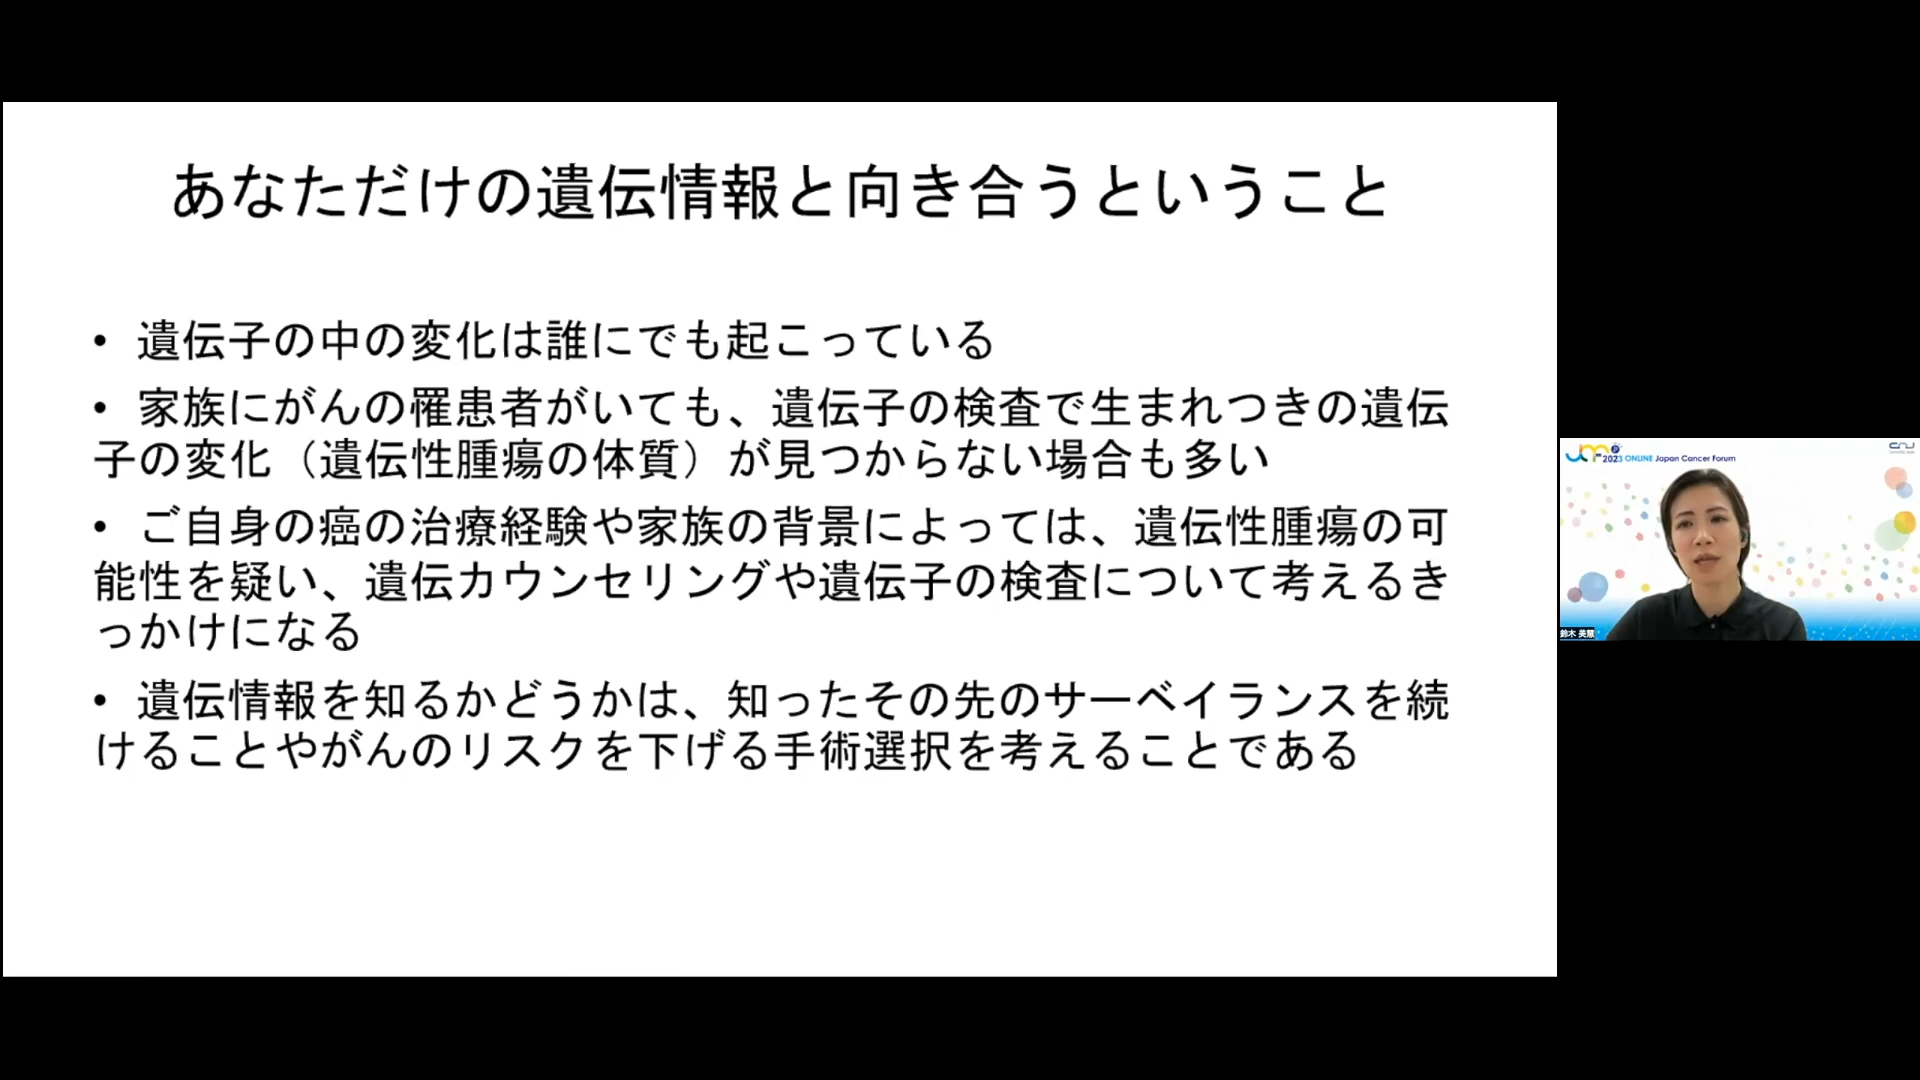 あなただけの遺伝情報と向き合うということ
• 遺伝子の中の変化は誰にでも起こっている
• 家族にがんの罹患者がいても、遺伝子の検査で生まれつきの遺伝
子の変化（遺伝性腫瘍の体質）が見つからない場合も多い
• ご自身の癌の治療経験や家族の背景によっては、遺伝性腫瘍の可
能性を疑い、遺伝カウンセリングや遺伝子の検査について考えるき
っかけになる
• 遺伝情報を知るかどうかは、知ったその先のサーベイランスを続
けることやがんのリスクを下げる手術選択を考えることである
2023 ONLINE Japan Cancer Forum
鈴木 美慧